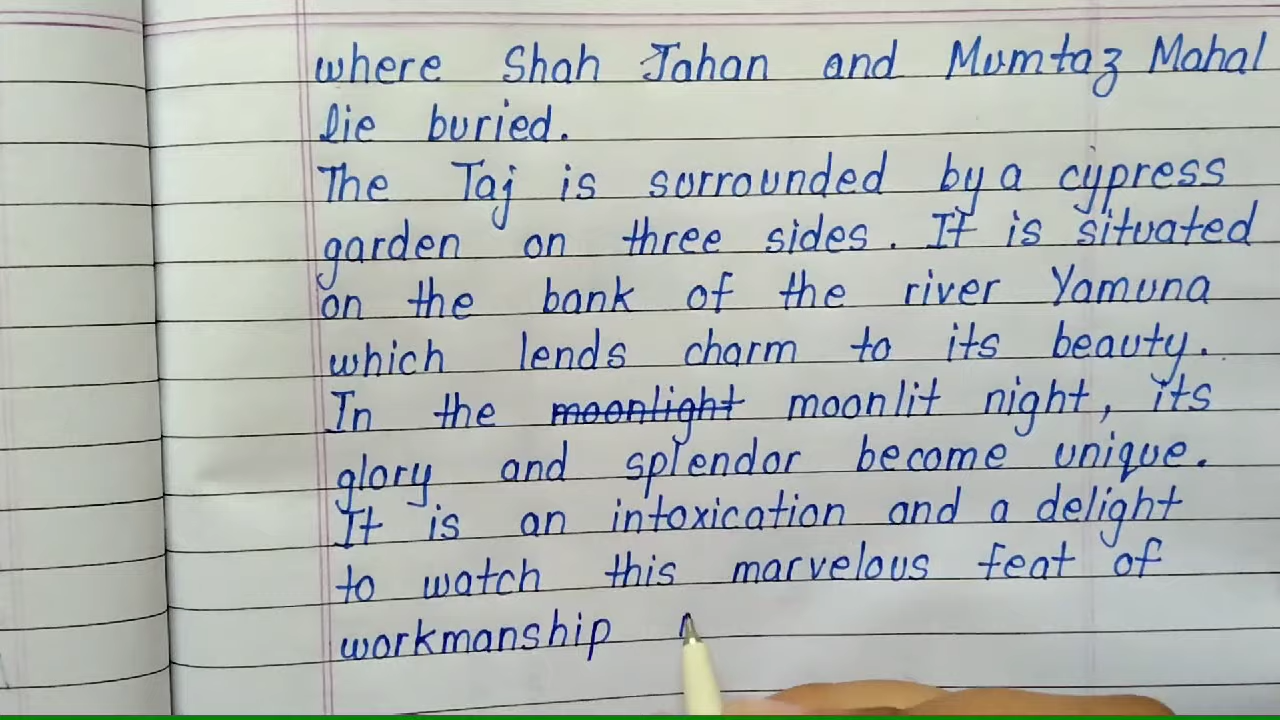 where Shah Jahan and Mumtaz Mahal
lie buried.
The Taj is surrounded by a cypress
garden on three sides. It is situated
on the bank of the river Yamuna
which lends charm to its beauty.
In the moonlight moonlit night, its
glory and splendor become unique.
It is an intoxication and a delight
to watch this marvelous feat of
workmanship